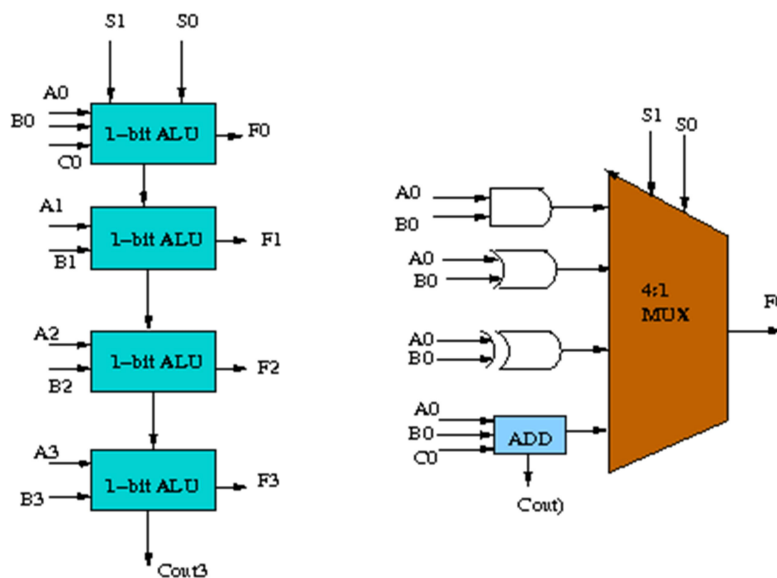 S1 S0
A0
B0
C0
1-bit ALU
F0
A1
B1
1-bit ALU
F1
A2
B2
1-bit ALU
F2
A3
B3
1-bit ALU
F3
Cout3
S1
S0
A0
B0
A0
B0
A0
B0
A0
B0
C0
ADD
Cout)
4:1
MUX